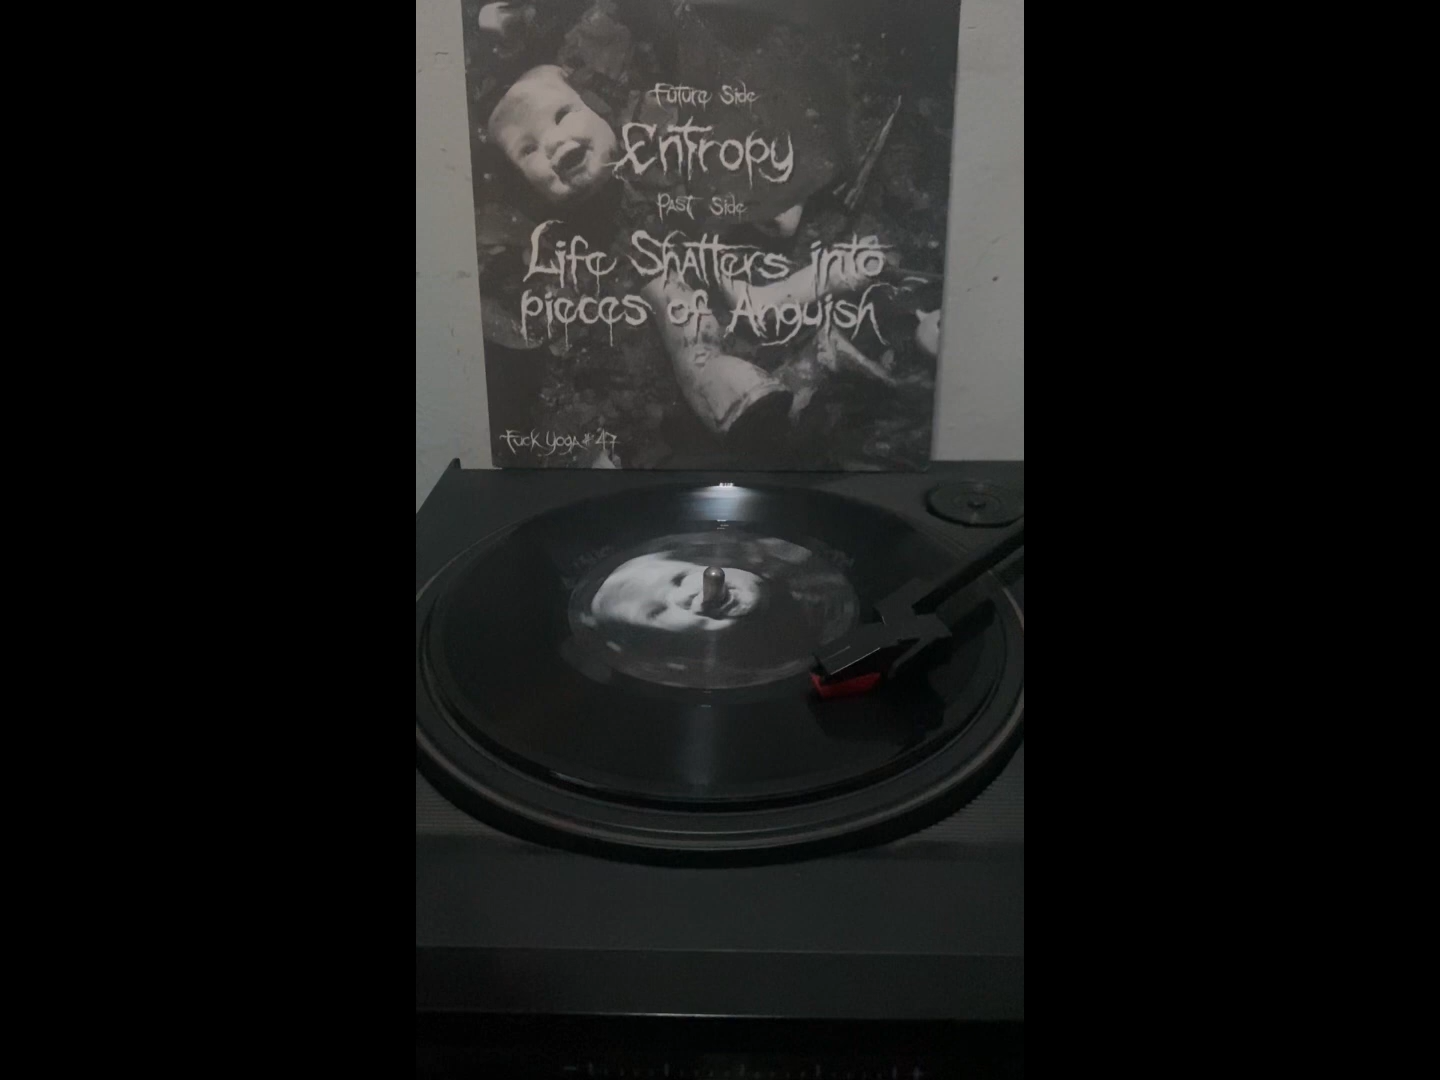 Future Side
Entropy
Past Side
Life Shatters into
pieces of Anguish
Fuck Yoga #47